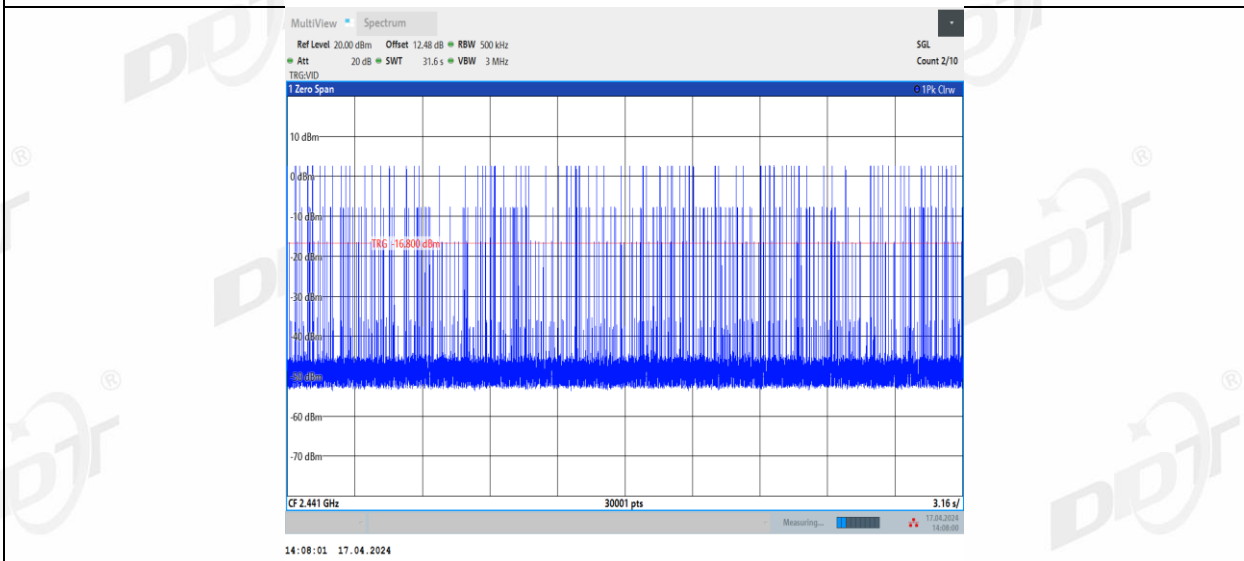 MultiView Spectrum
Ref Level 20.00 dBm Offset 12.48 dB RBW 500 kHz SGL
Att 20 dB SWT 31.6 s VBW 3 MHz Count 2/10
TRG:VID
1 Zero Span 1Pk Clrw
10 dBm
0 dBm
-10 dBm
TRG -16.800 dBm
-20 dBm
-30 dBm
-40 dBm
-50 dBm
-60 dBm
-70 dBm
CF 2.441 GHz 30001 pts 3.16 s/
Measuring... 17.04.2024
14:08:00
14:08:01 17.04.2024
DDT
®
DDT
®
DDT
®
DDT
®